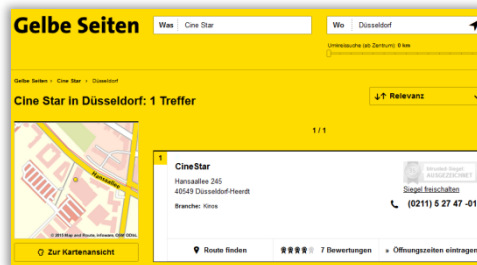 Gelbe Seiten
Was Cine Star
Wo Düsseldorf
Umkreissuche (ab Zentrum): 0 km
Gelbe Seiten › Cine Star › Düsseldorf
Cine Star in Düsseldorf: 1 Treffer
Relevanz
1 / 1
Hansaallee
Zur Kartenansicht
1
CineStar
Hansaallee 245
40549 Düsseldorf-Heerdt
Branche: Kinos
AUSGEZEICHNET
Siegel freischalten
(0211) 5 27 47 -01
Route finden
7 Bewertungen
» Öffnungszeiten eintragen